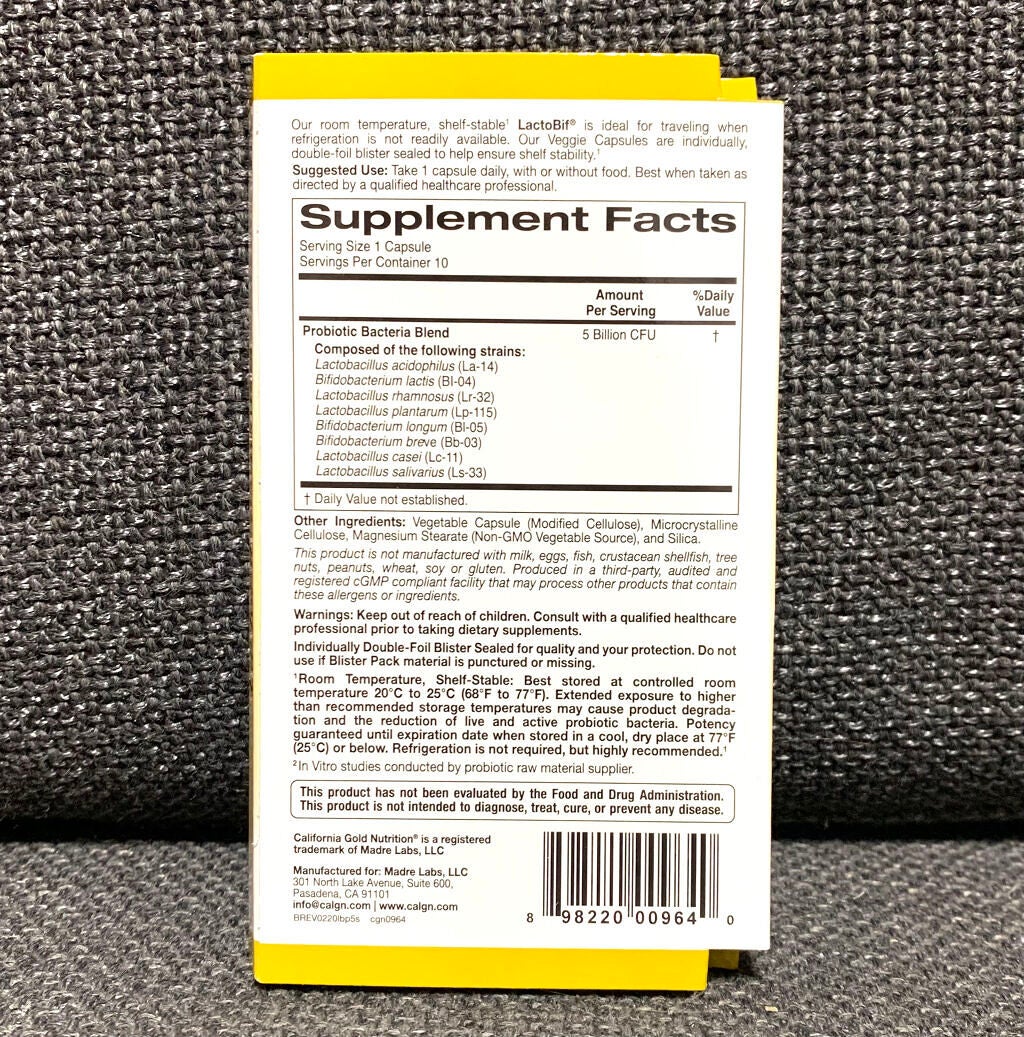 Our room temperature, shelf-stable¹ LactoBif® is ideal for traveling when
refrigeration is not readily available. Our Veggie Capsules are individually,
double-foil blister sealed to help ensure shelf stability.¹
Suggested Use: Take 1 capsule daily, with or without food. Best when taken as
directed by a qualified healthcare professional.
Supplement Facts
Serving Size 1 Capsule
Servings Per Container 10
Amount Per Serving %Daily Value
Probiotic Bacteria Blend 5 Billion CFU †
Composed of the following strains:
Lactobacillus acidophilus (La-14)
Bifidobacterium lactis (Bl-04)
Lactobacillus rhamnosus (Lr-32)
Lactobacillus plantarum (Lp-115)
Bifidobacterium longum (Bl-05)
Bifidobacterium breve (Bb-03)
Lactobacillus casei (Lc-11)
Lactobacillus salivarius (Ls-33)
† Daily Value not established.
Other Ingredients: Vegetable Capsule (Modified Cellulose), Microcrystalline
Cellulose, Magnesium Stearate (Non-GMO Vegetable Source), and Silica.
This product is not manufactured with milk, eggs, fish, crustacean shellfish, tree
nuts, peanuts, wheat, soy or gluten. Produced in a third-party, audited and
registered cGMP compliant facility that may process other products that contain
these allergens or ingredients.
Warnings: Keep out of reach of children. Consult with a qualified healthcare
professional prior to taking dietary supplements.
Individually Double-Foil Blister Sealed for quality and your protection. Do not
use if Blister Pack material is punctured or missing.
¹Room Temperature, Shelf-Stable: Best stored at controlled room
temperature 20°C to 25°C (68°F to 77°F). Extended exposure to higher
than recommended storage temperatures may cause product degrada-
tion and the reduction of live and active probiotic bacteria. Potency
guaranteed until expiration date when stored in a cool, dry place at 77°F
(25°C) or below. Refrigeration is not required, but highly recommended.¹
²In Vitro studies conducted by probiotic raw material supplier.
This product has not been evaluated by the Food and Drug Administration.
This product is not intended to diagnose, treat, cure, or prevent any disease.
California Gold Nutrition® is a registered
trademark of Madre Labs, LLC
Manufactured for: Madre Labs, LLC
301 North Lake Avenue, Suite 600,
Pasadena, CA 91101
info@calgn.com | www.calgn.com
BREV0220lbp5s cgn0964
8 98220 00964 0